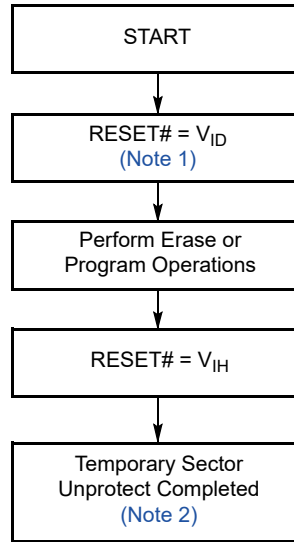 START
RESET# = VID
(Note 1)
Perform Erase or
Program Operations
RESET# = VIH
Temporary Sector
Unprotect Completed
(Note 2)